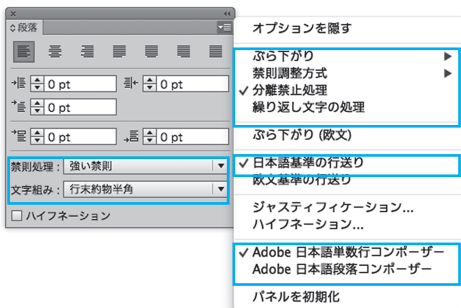 段落
0 pt
0 pt
0 pt
0 pt
0 pt
禁則処理： 強い禁則
文字組み： 行末約物半角
ハイフネーション
オプションを隠す
ぶら下がり
禁則調整方式
分離禁止処理
繰り返し文字の処理
ぶら下がり (欧文)
日本語基準の行送り
欧文基準の行送り
ジャスティフィケーション...
ハイフネーション...
Adobe 日本語単数行コンポーザー
Adobe 日本語段落コンポーザー
パネルを初期化